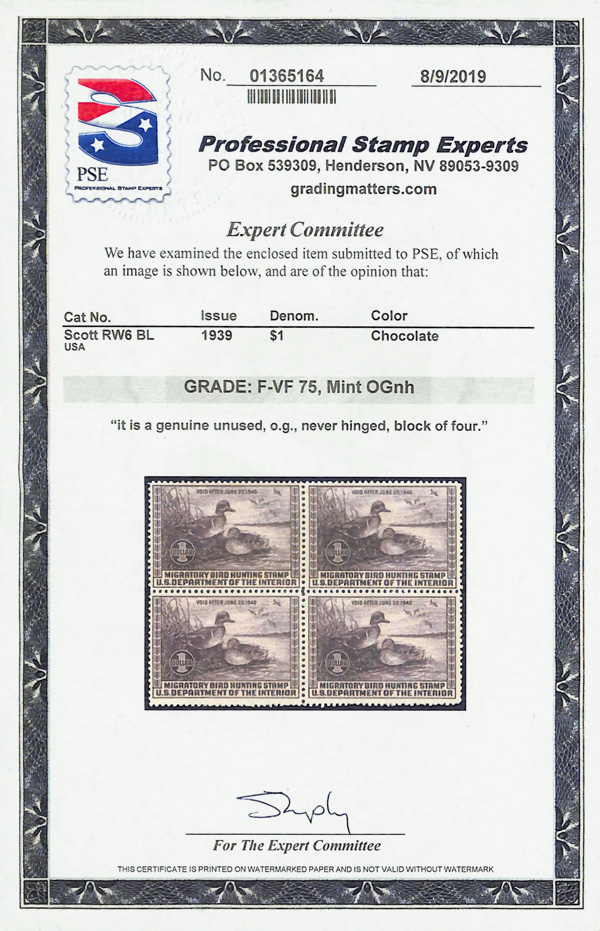 No. 01365164 8/9/2019
PSE
PROFESSIONAL STAMP EXPERTS
Professional Stamp Experts
PO Box 539309, Henderson, NV 89053-9309
gradingmatters.com
Expert Committee
We have examined the enclosed item submitted to PSE, of which
an image is shown below, and are of the opinion that:
Cat No. Issue Denom. Color
Scott RW6 BL 1939 $1 Chocolate
USA
GRADE: F-VF 75, Mint OGnh
“it is a genuine unused, o.g., never hinged, block of four.”
VOID AFTER JUNE 30, 1940
MIGRATORY BIRD HUNTING STAMP
U.S. DEPARTMENT OF THE INTERIOR
VOID AFTER JUNE 30, 1940
MIGRATORY BIRD HUNTING STAMP
U.S. DEPARTMENT OF THE INTERIOR
VOID AFTER JUNE 30, 1940
MIGRATORY BIRD HUNTING STAMP
U.S. DEPARTMENT OF THE INTERIOR
VOID AFTER JUNE 30, 1940
MIGRATORY BIRD HUNTING STAMP
U.S. DEPARTMENT OF THE INTERIOR
For The Expert Committee
THIS CERTIFICATE IS PRINTED ON WATERMARKED PAPER AND IS NOT VALID WITHOUT WATERMARK